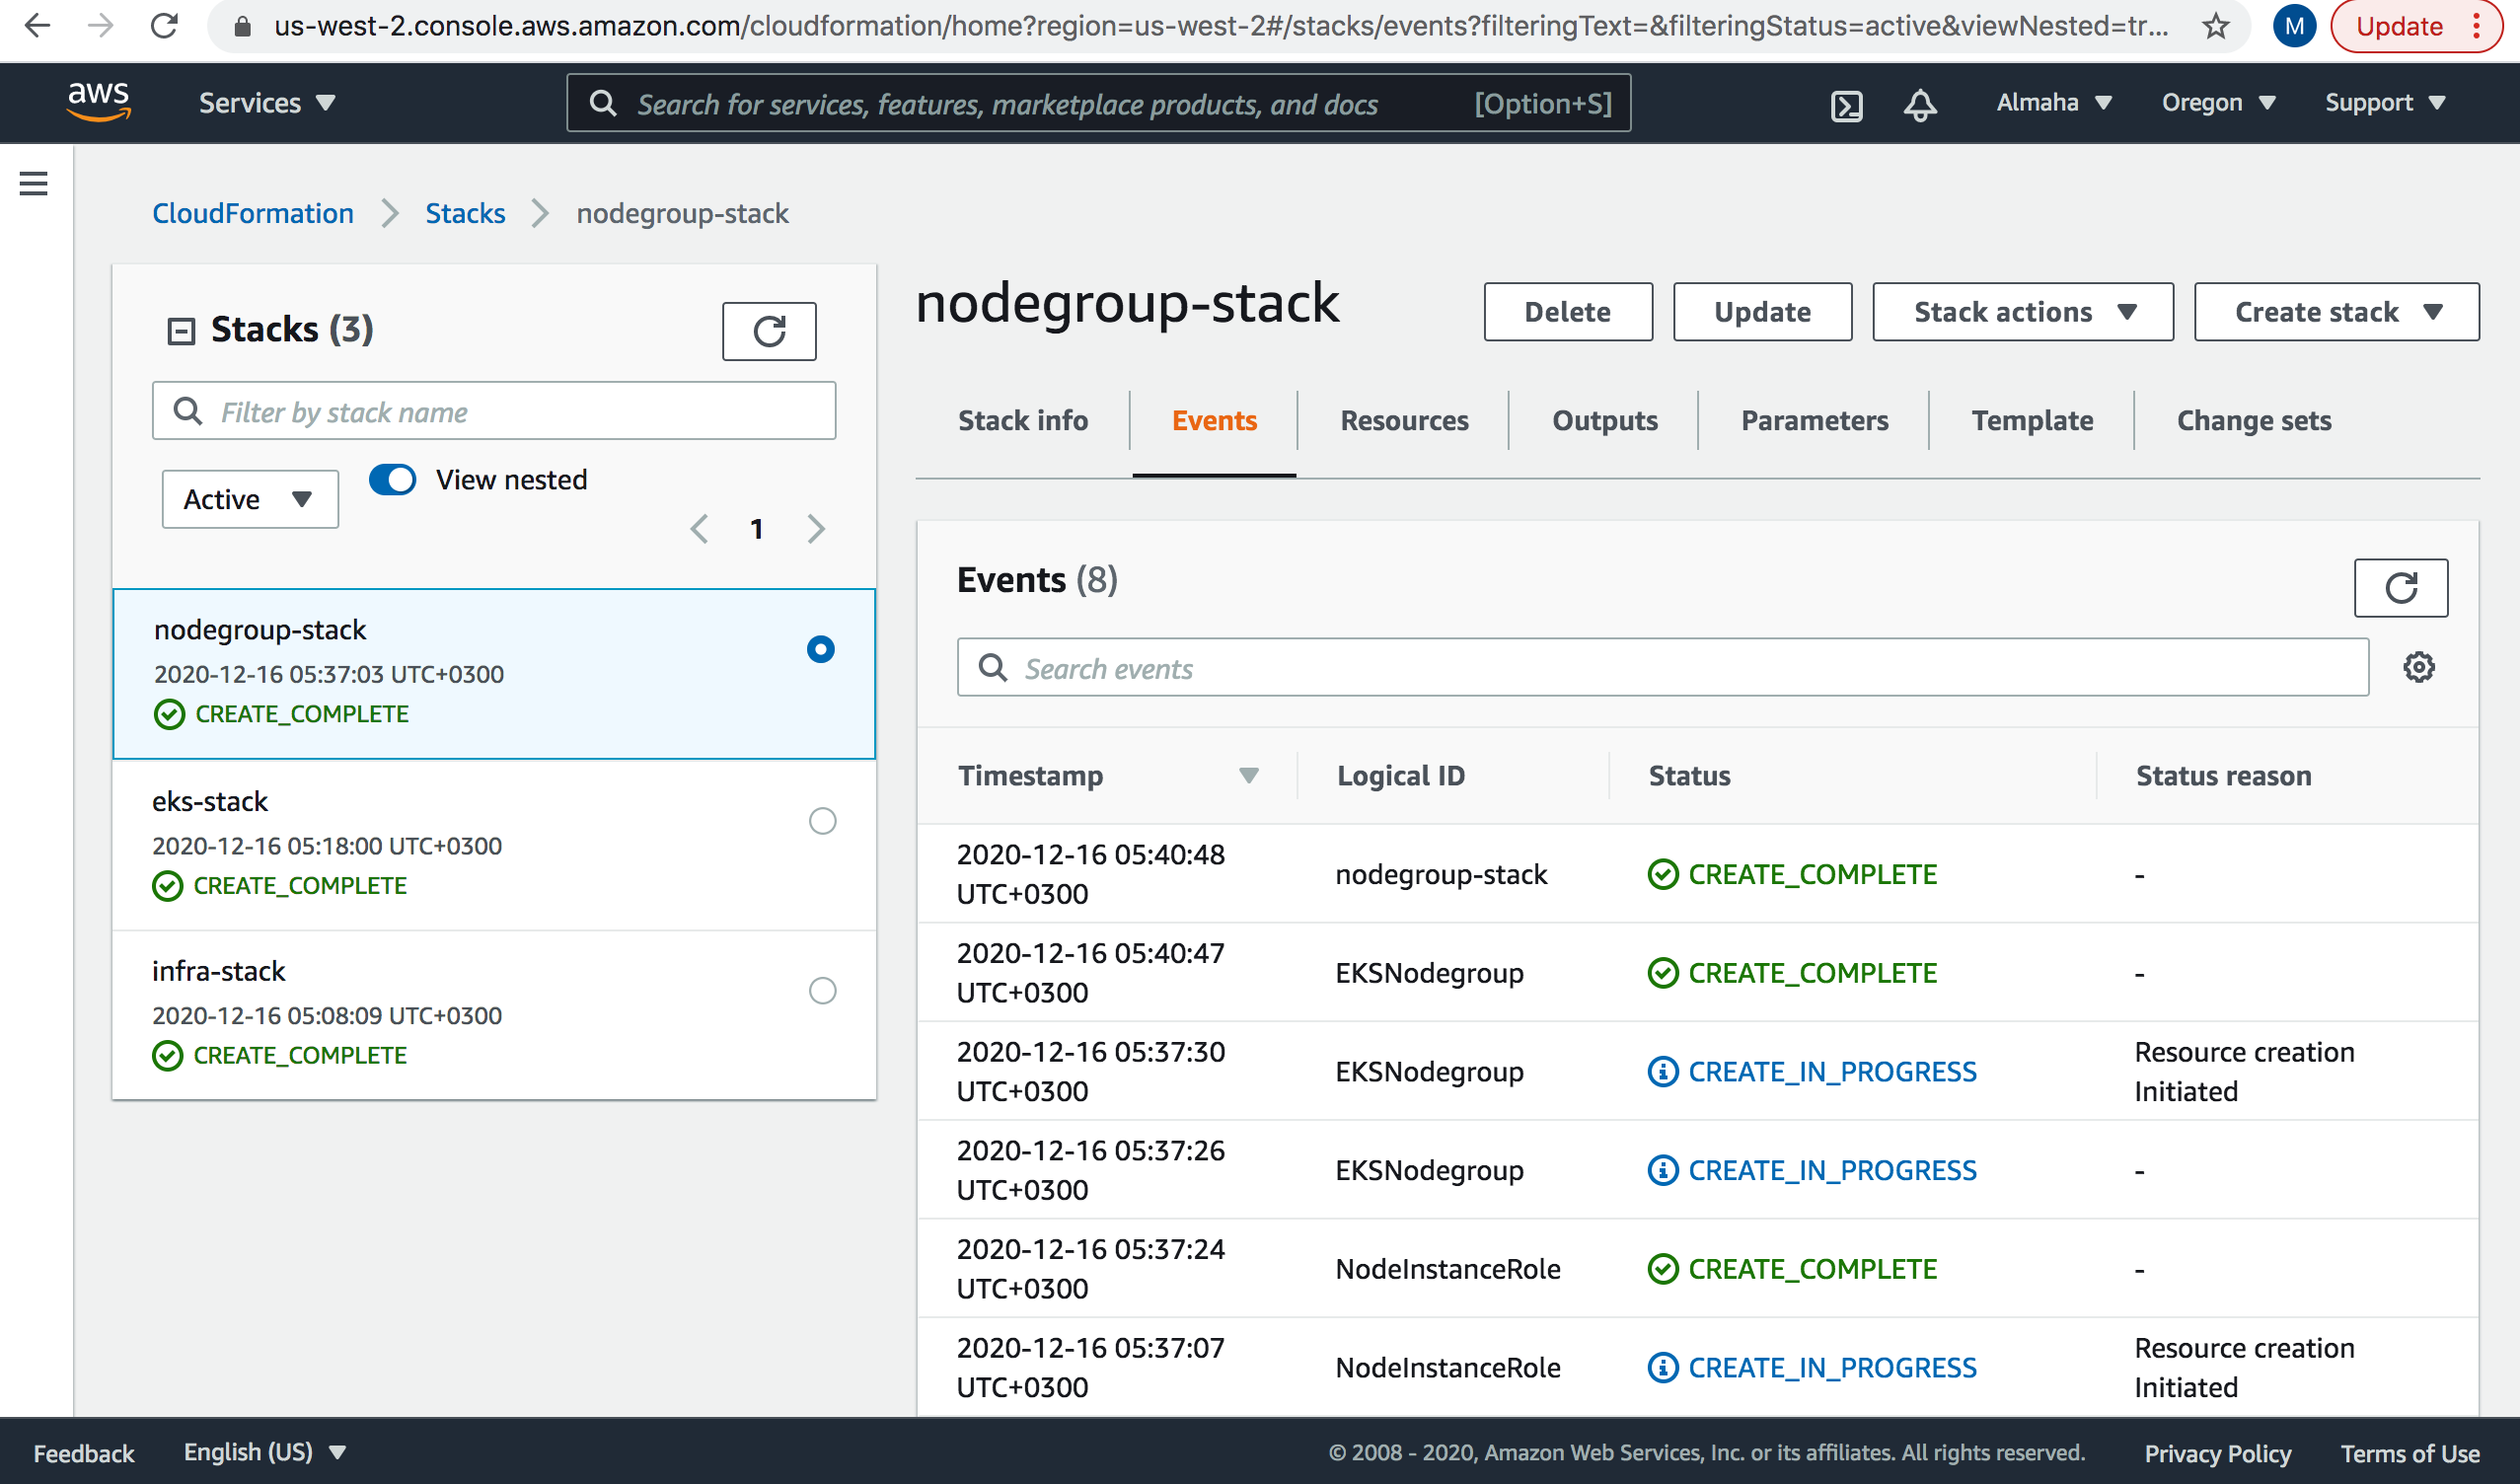 us-west-2.console.aws.amazon.com/cloudformation/home?region=us-west-2#/stacks/events?filteringText=&filteringStatus=active&viewNested=tr...
M
Update
aws
Services
Search for services, features, marketplace products, and docs
[Option+S]
Almaha
Oregon
Support
CloudFormation
Stacks
nodegroup-stack
Stacks (3)
Filter by stack name
Active
View nested
1
nodegroup-stack
2020-12-16 05:37:03 UTC+0300
CREATE_COMPLETE
eks-stack
2020-12-16 05:18:00 UTC+0300
CREATE_COMPLETE
infra-stack
2020-12-16 05:08:09 UTC+0300
CREATE_COMPLETE
nodegroup-stack
Delete
Update
Stack actions
Create stack
Stack info
Events
Resources
Outputs
Parameters
Template
Change sets
Events (8)
Search events
Timestamp
Logical ID
Status
Status reason
2020-12-16 05:40:48
UTC+0300
nodegroup-stack
CREATE_COMPLETE
-
2020-12-16 05:40:47
UTC+0300
EKSNodegroup
CREATE_COMPLETE
-
2020-12-16 05:37:30
UTC+0300
EKSNodegroup
CREATE_IN_PROGRESS
Resource creation
Initiated
2020-12-16 05:37:26
UTC+0300
EKSNodegroup
CREATE_IN_PROGRESS
-
2020-12-16 05:37:24
UTC+0300
NodeInstanceRole
CREATE_COMPLETE
-
2020-12-16 05:37:07
UTC+0300
NodeInstanceRole
CREATE_IN_PROGRESS
Resource creation
Initiated
Feedback
English (US)
© 2008 - 2020, Amazon Web Services, Inc. or its affiliates. All rights reserved.
Privacy Policy
Terms of Use